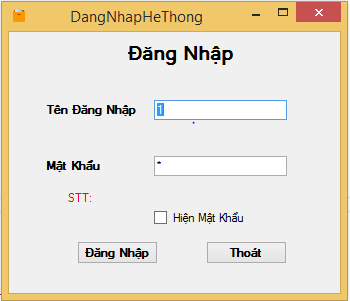 DangNhapHeThong
Đăng Nhập
Tên Đăng Nhập 1
Mật Khẩu *
STT:
Hiện Mật Khẩu
Đăng Nhập Thoát